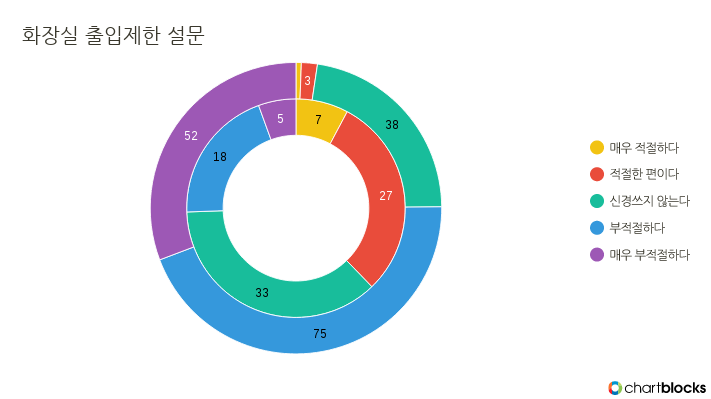 화장실 출입제한 설문
3
5
7
38
52
18
27
33
75
매우 적절하다
적절한 편이다
신경쓰지 않는다
부적절하다
매우 부적절하다
chartblocks